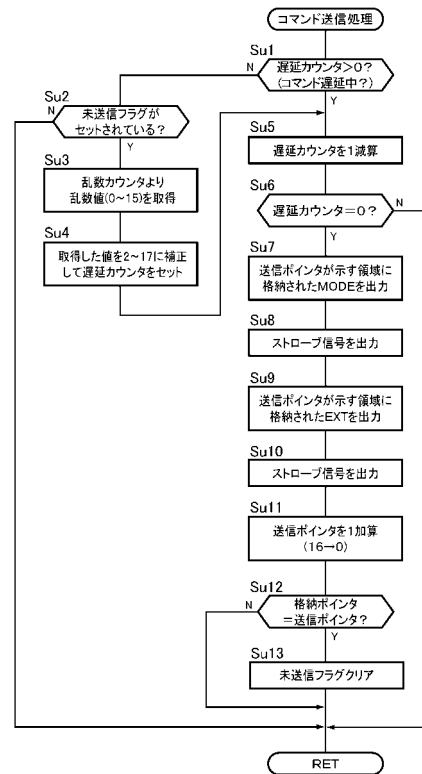 コマンド送信処理
Su1
遅延カウンタ>0?
(コマンド遅延中?)
N
Y
Su2
未送信フラグが
セットされている?
N
Y
Su3
乱数カウンタより
乱数値(0~15)を取得
Su4
取得した値を2~17に補正
して遅延カウンタをセット
Su5
遅延カウンタを1減算
Su6
遅延カウンタ=0?
N
Y
Su7
送信ポインタが示す領域に
格納されたMODEを出力
Su8
ストローブ信号を出力
Su9
送信ポインタが示す領域に
格納されたEXTを出力
Su10
ストローブ信号を出力
Su11
送信ポインタを1加算
(16→0)
Su12
格納ポインタ
=送信ポインタ?
N
Y
Su13
未送信フラグクリア
RET